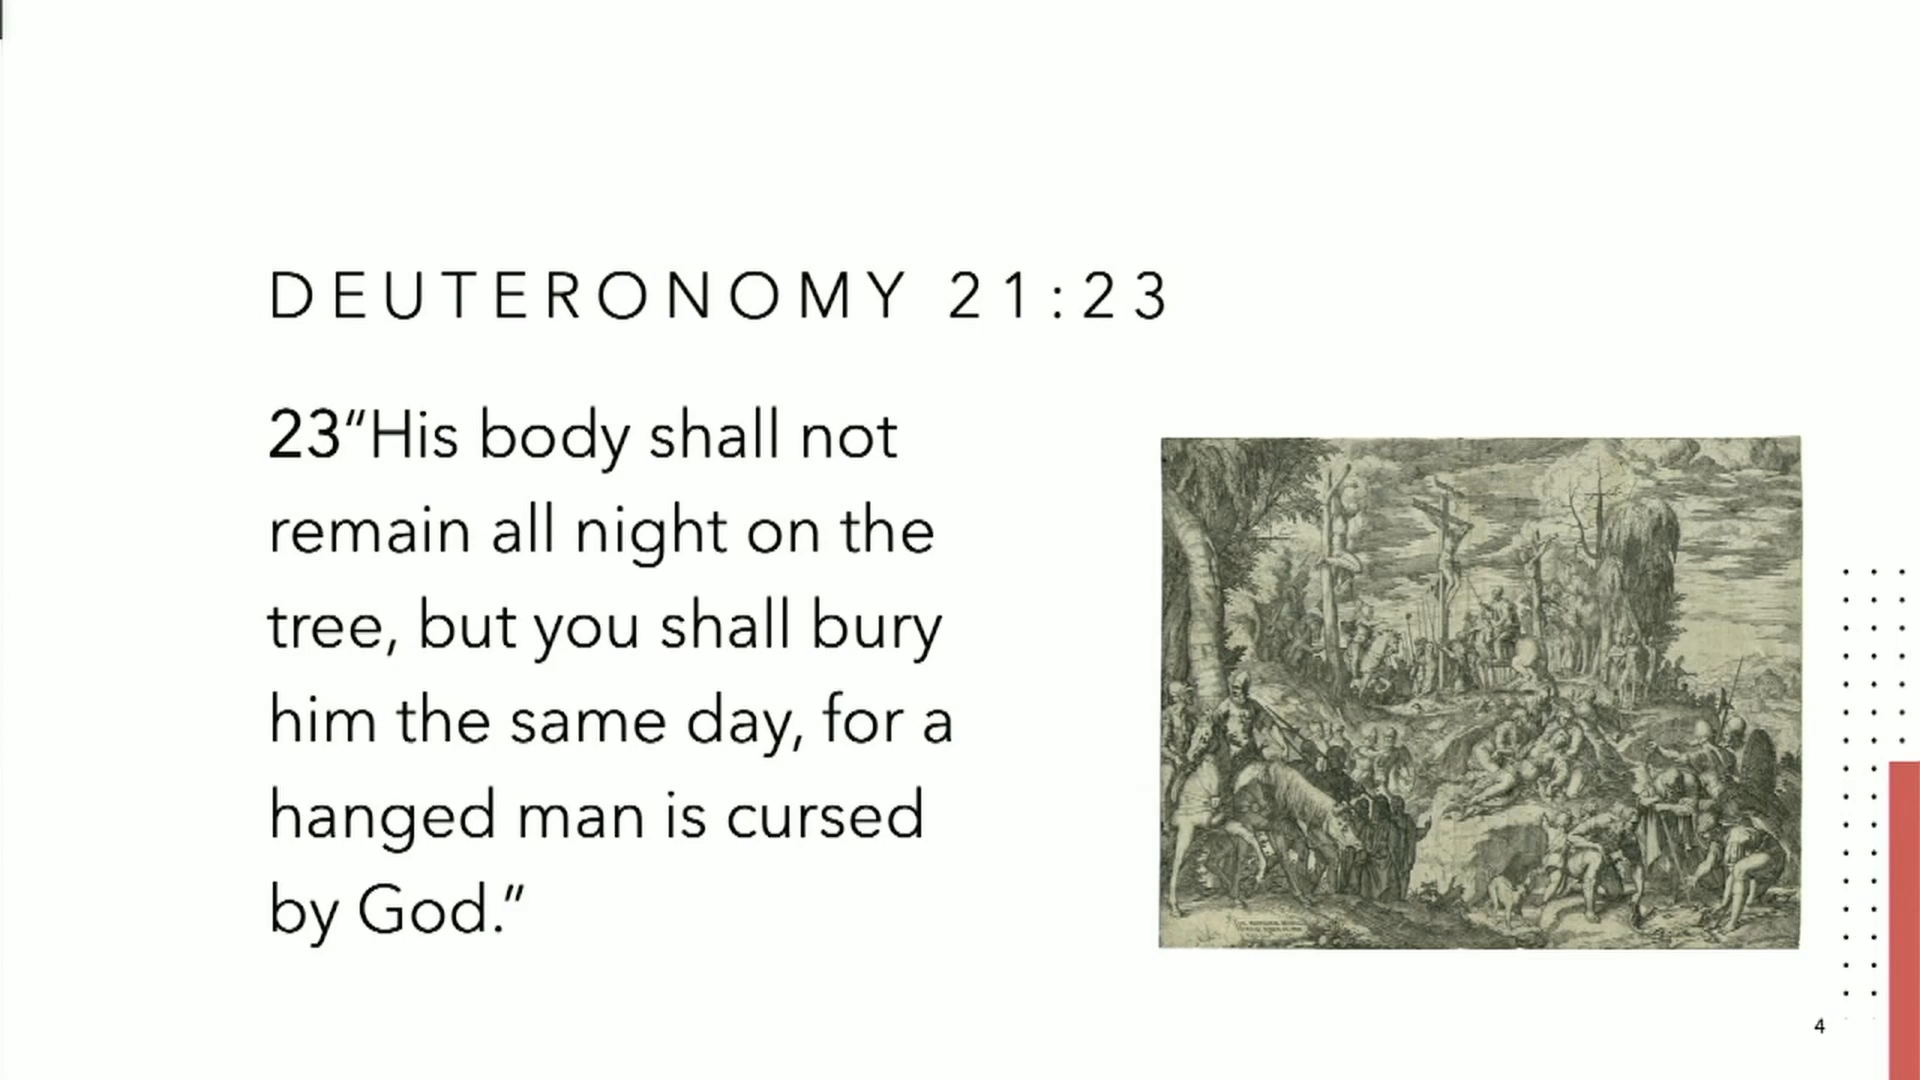 DEUTERONOMY 21:23
23“His body shall not
remain all night on the
tree, but you shall bury
him the same day, for a
hanged man is cursed
by God.”
4